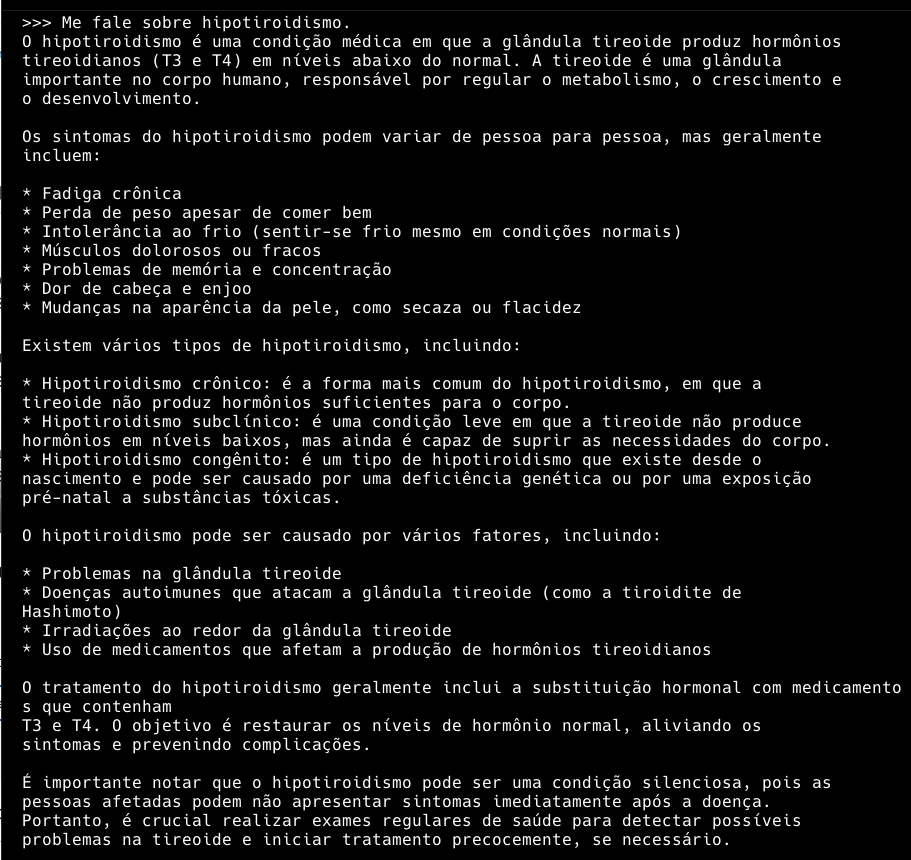 >>> Me fale sobre hipotiroidismo.
O hipotiroidismo é uma condição médica em que a glândula tireoide produz hormônios
tireoidianos (T3 e T4) em níveis abaixo do normal. A tireoide é uma glândula
importante no corpo humano, responsável por regular o metabolismo, o crescimento e
o desenvolvimento.
Os sintomas do hipotiroidismo podem variar de pessoa para pessoa, mas geralmente
incluem:
* Fadiga crônica
* Perda de peso apesar de comer bem
* Intolerância ao frio (sentir-se frio mesmo em condições normais)
* Músculos dolorosos ou fracos
* Problemas de memória e concentração
* Dor de cabeça e enjoo
* Mudanças na aparência da pele, como secaza ou flacidez
Existem vários tipos de hipotiroidismo, incluindo:
* Hipotiroidismo crônico: é a forma mais comum do hipotiroidismo, em que a
tireoide não produz hormônios suficientes para o corpo.
* Hipotiroidismo subclínico: é uma condição leve em que a tireoide não produce
hormônios em níveis baixos, mas ainda é capaz de suprir as necessidades do corpo.
* Hipotiroidismo congênito: é um tipo de hipotiroidismo que existe desde o
nascimento e pode ser causado por uma deficiência genética ou por uma exposição
pré-natal a substâncias tóxicas.
O hipotiroidismo pode ser causado por vários fatores, incluindo:
* Problemas na glândula tireoide
* Doenças autoimunes que atacam a glândula tireoide (como a tiroidite de
Hashimoto)
* Irradiações ao redor da glândula tireoide
* Uso de medicamentos que afetam a produção de hormônios tireoidianos
O tratamento do hipotiroidismo geralmente inclui a substituição hormonal com medicamento
s que contenham
T3 e T4. O objetivo é restaurar os níveis de hormônio normal, aliviando os
sintomas e prevenindo complicações.
É importante notar que o hipotiroidismo pode ser uma condição silenciosa, pois as
pessoas afetadas podem não apresentar sintomas imediatamente após a doença.
Portanto, é crucial realizar exames regulares de saúde para detectar possíveis
problemas na tireoide e iniciar tratamento precocemente, se necessário.